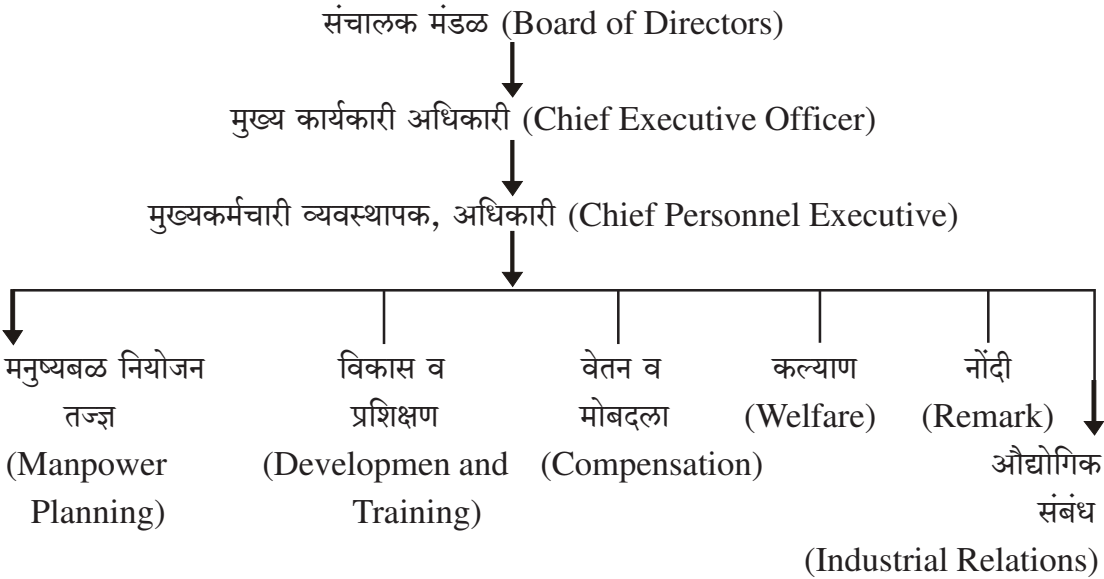 संचालक मंडळ (Board of Directors)
मुख्य कार्यकारी अधिकारी (Chief Executive Officer)
मुख्यकर्मचारी व्यवस्थापक, अधिकारी (Chief Personnel Executive)
मनुष्यबळ नियोजन
तज्ज्ञ
(Manpower
Planning)
विकास व
प्रशिक्षण
(Developmen and
Training)
वेतन व
मोबदला
(Compensation)
कल्याण
(Welfare)
नोंदी
(Remark)
औद्योगिक
संबंध
(Industrial Relations)